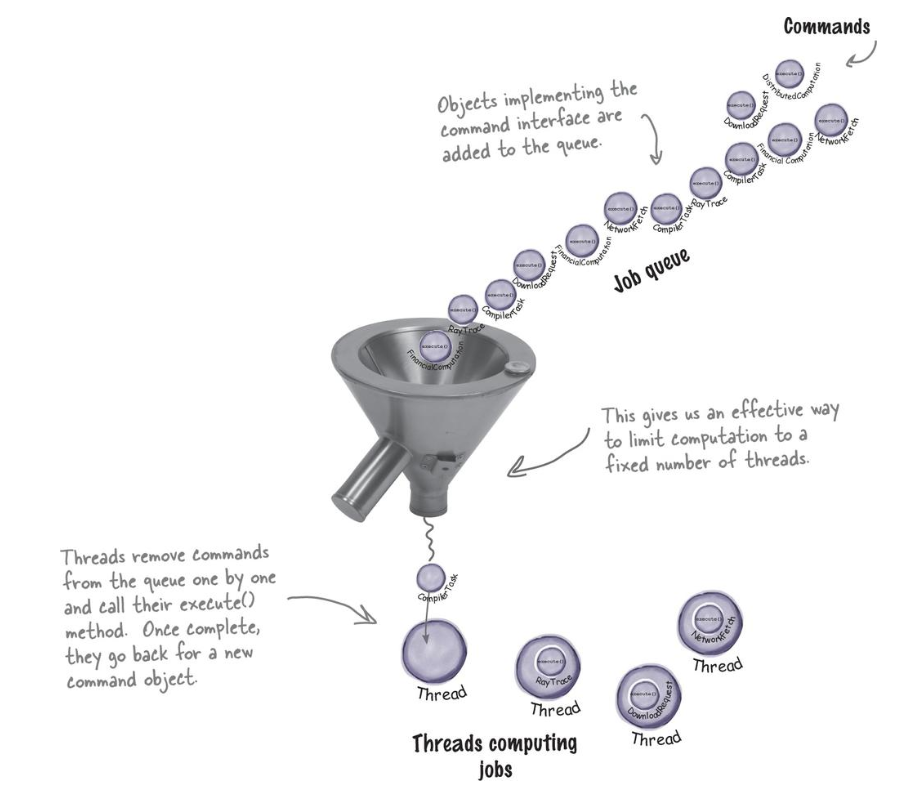 Commands
execute()
DistributedComputation
execute()
DownloadRequest
execute()
NetworkFetch
execute()
Financial Computation
execute()
CompilerTask
execute()
RayTrace
Objects implementing the
command interface are
added to the queue.
execute()
CompilerTask
execute()
NetworkFetch
execute()
FinancialComputation
execute()
DownloadRequest
execute()
CompilerTask
Job queue
execute()
RayTrace
execute()
FinancialComputation
This gives us an effective way
to limit computation to a
fixed number of threads.
Threads remove commands
from the queue one by one
and call their execute()
method. Once complete,
they go back for a new
command object.
CompilerTask
Thread
execute()
RayTrace
Thread
execute()
DownloadRequest
Thread
execute()
NetworkFetch
Thread
Threads computing
jobs